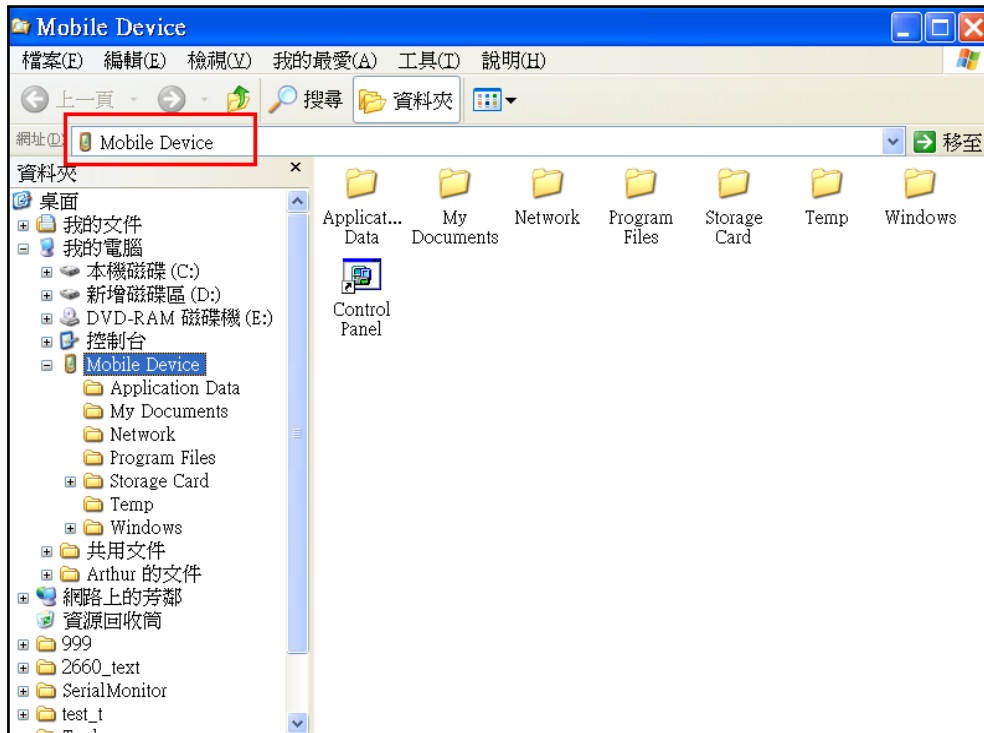 Mobile Device
檔案(F) 編輯(E) 檢視(V) 我的最愛(A) 工具(T) 說明(H)
上一頁 搜尋 資料夾
網址(D) Mobile Device 移至
資料夾
桌面
我的文件
我的電腦
本機磁碟 (C:)
新增磁碟區 (D:)
DVD-RAM 磁碟機 (E:)
控制台
Mobile Device
Application Data
My Documents
Network
Program Files
Storage Card
Temp
Windows
共用文件
Arthur 的文件
網路上的芳鄰
資源回收筒
999
2660_text
SerialMonitor
test_t
Applicat... My Network Program Storage Temp Windows
Data Documents Files Card
Control
Panel